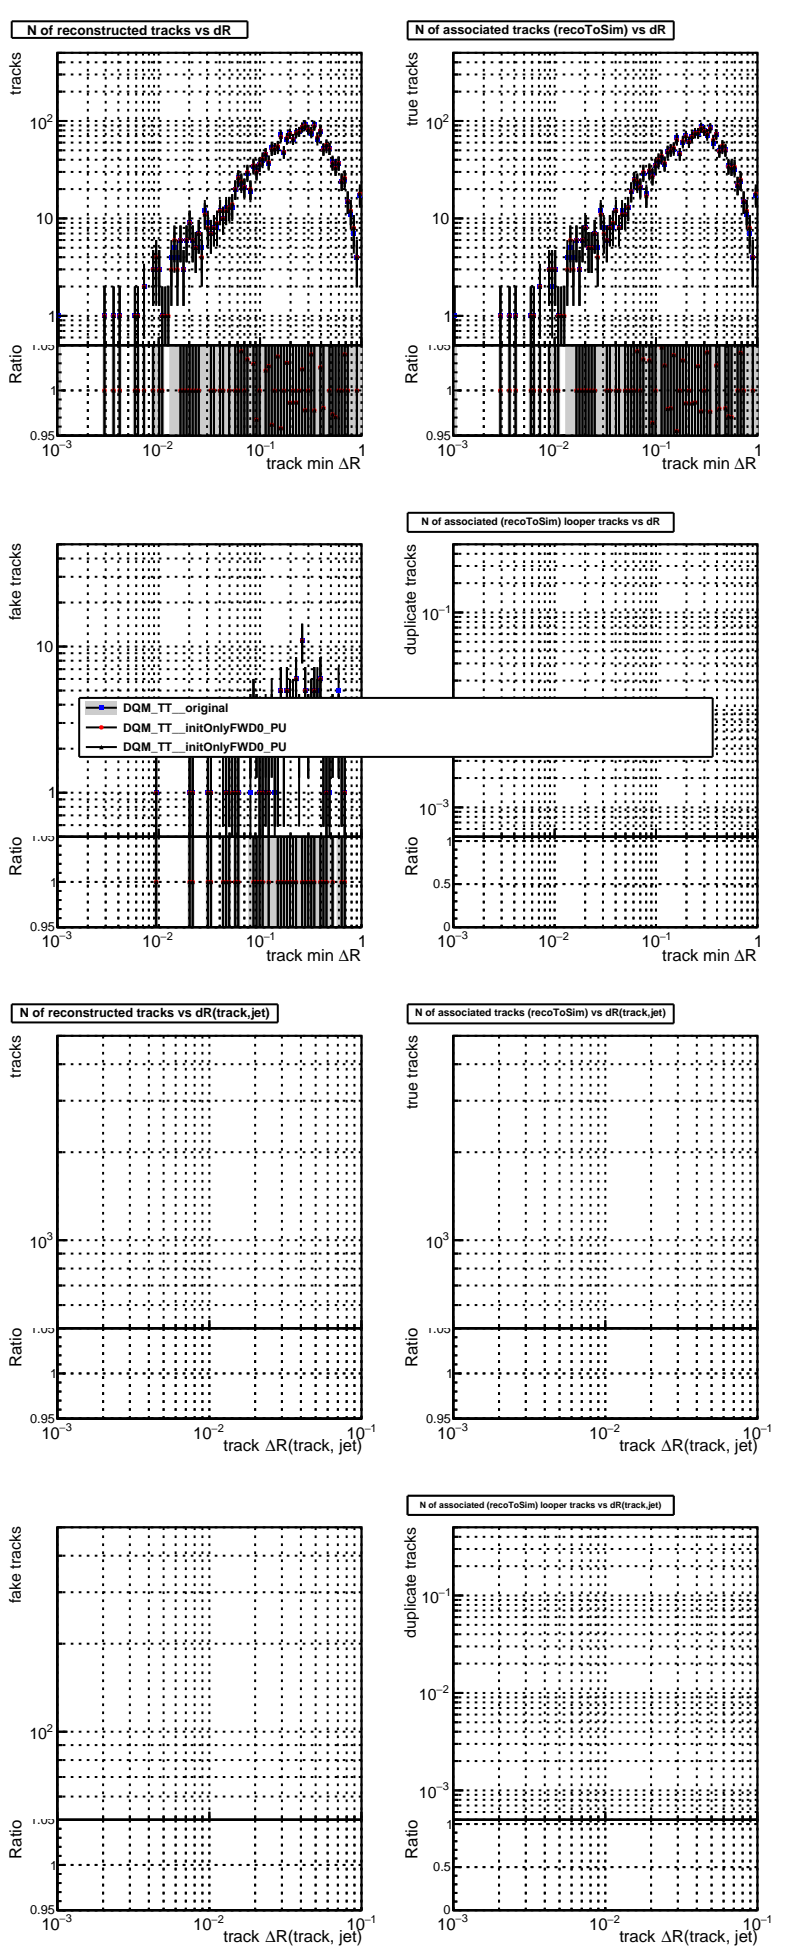 N of reconstructed tracks vs dR
N of associated tracks (recoToSim) vs dR
tracks
10²
10
1
true tracks
10²
10
1
Ratio
1.05
1
0.95
10⁻³ 10⁻² 10⁻¹ 1
track min ΔR
Ratio
1.05
1
0.95
10⁻³ 10⁻² 10⁻¹ 1
track min ΔR
N of associated (recoToSim) looper tracks vs dR
fake tracks
10
1
duplicate tracks
10⁻¹
10⁻³
DQM_TT__original
DQM_TT__initOnlyFWD0_PU
DQM_TT__initOnlyFWD0_PU
Ratio
1.05
1
0.95
10⁻³ 10⁻² 10⁻¹ 1
track min ΔR
Ratio
1
0.5
0
10⁻³ 10⁻² 10⁻¹ 1
track min ΔR
N of reconstructed tracks vs dR(track,jet)
N of associated tracks (recoToSim) vs dR(track,jet)
tracks
10³
true tracks
10³
Ratio
1.05
1
0.95
10⁻³ 10⁻² 10⁻¹
track ΔR(track, jet)
Ratio
1.05
1
0.95
10⁻³ 10⁻² 10⁻¹
track ΔR(track, jet)
N of associated (recoToSim) looper tracks vs dR(track,jet)
fake tracks
10²
duplicate tracks
10⁻¹
10⁻²
10⁻³
Ratio
1.05
1
0.95
10⁻³ 10⁻² 10⁻¹
track ΔR(track, jet)
Ratio
1
0.5
0
10⁻³ 10⁻² 10⁻¹
track ΔR(track, jet)